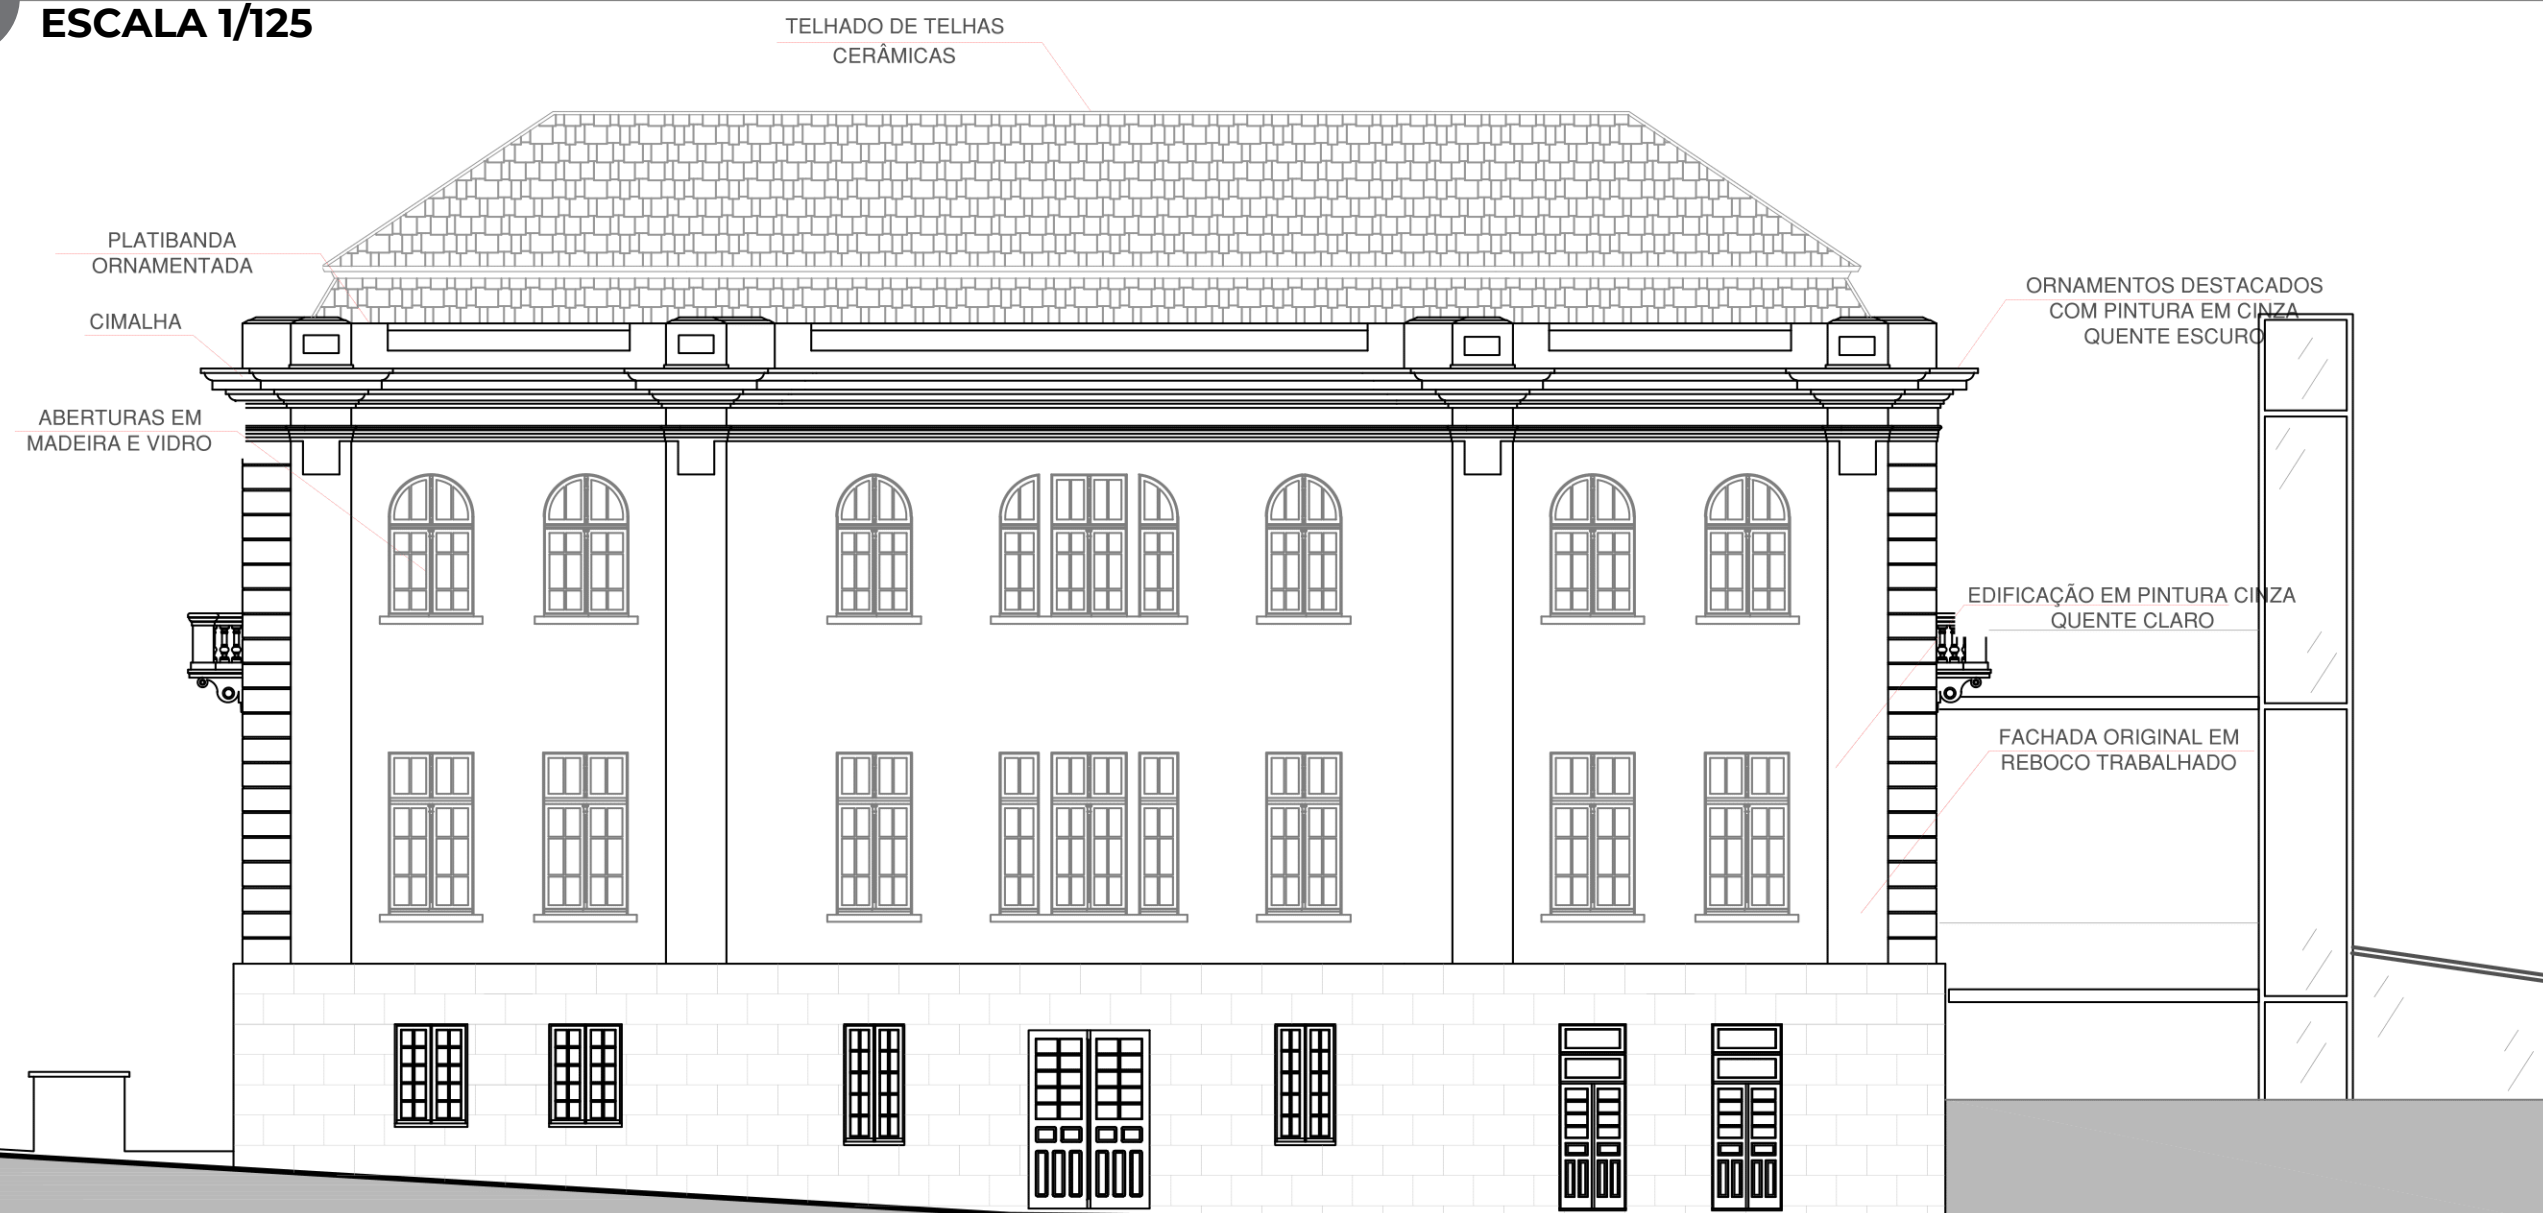 ESCALA 1/125
TELHADO DE TELHAS
CERÂMICAS
PLATIBANDA
ORNAMENTADA
CIMALHA
ABERTURAS EM
MADEIRA E VIDRO
ORNAMENTOS DESTACADOS
COM PINTURA EM CINZA
QUENTE ESCURO
EDIFICAÇÃO EM PINTURA CINZA
QUENTE CLARO
FACHADA ORIGINAL EM
REBOCO TRABALHADO